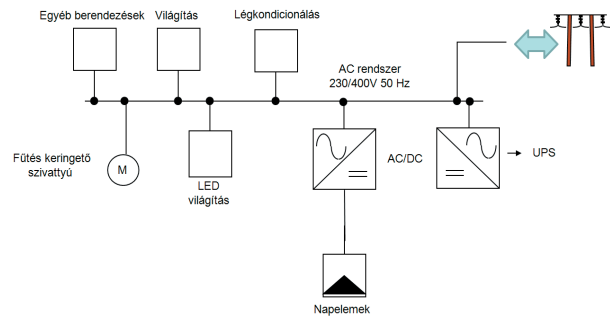 Egyéb berendezések
Világítás
Légkondicionálás
AC rendszer
230/400V 50 Hz
Fűtés keringető
szivattyú
M
LED
világítás
AC/DC
UPS
Napelemek